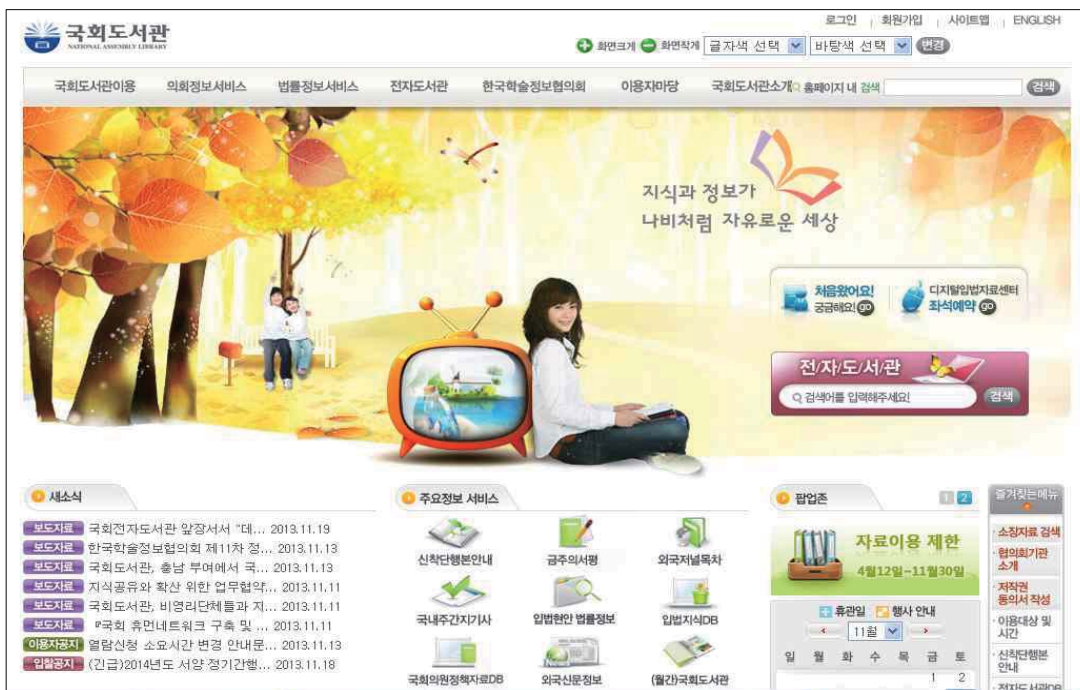 로그인 | 회원가입 | 사이트맵 | ENGLISH
국회도서관
NATIONAL ASSEMBLY LIBRARY
화면크게 화면작게 글자색 선택 바탕색 선택 변경
국회도서관이용 의회정보서비스 법률정보서비스 전자도서관 한국학술정보협의회 이용자마당 국회도서관소개 홈페이지 내 검색 검색
지식과 정보가
나비처럼 자유로운 세상
처음왔어요!
궁금해요! go
디지털입법자료센터
좌석예약 go
전/자/도/서/관
검색어를 입력해주세요! 검색
새소식
보도자료 국회전자도서관 앞장서서 "데... 2013.11.19
보도자료 한국학술정보협의회 제11차 정... 2013.11.13
보도자료 국회도서관, 충남 부여에서 국... 2013.11.13
보도자료 지식공유와 확산 위한 업무협약... 2013.11.11
보도자료 국회도서관, 비영리단체들과 지... 2013.11.11
보도자료 『국회 휴먼네트워크 구축 및 ... 2013.11.11
이용자공지 열람신청 소요시간 변경 안내문... 2013.11.13
입찰공지 (긴급)2014년도 서양 정기간행... 2013.11.18
주요정보 서비스
신착단행본안내 금주의서평 외국저널목차
국내주간지기사 입법현안 법률정보 입법지식DB
국회의원정책자료DB 외국신문정보 (월간)국회도서관
팝업존 1 2
자료이용 제한
4월12일~11월30일
휴관일 행사 안내
11월
일 월 화 수 목 금 토
1 2
즐겨찾는메뉴
· 소장자료 검색
· 협의회기관
소개
· 저작권
동의서 작성
· 이용대상 및
시간
· 신착단행본
안내
· 전자도서관DB